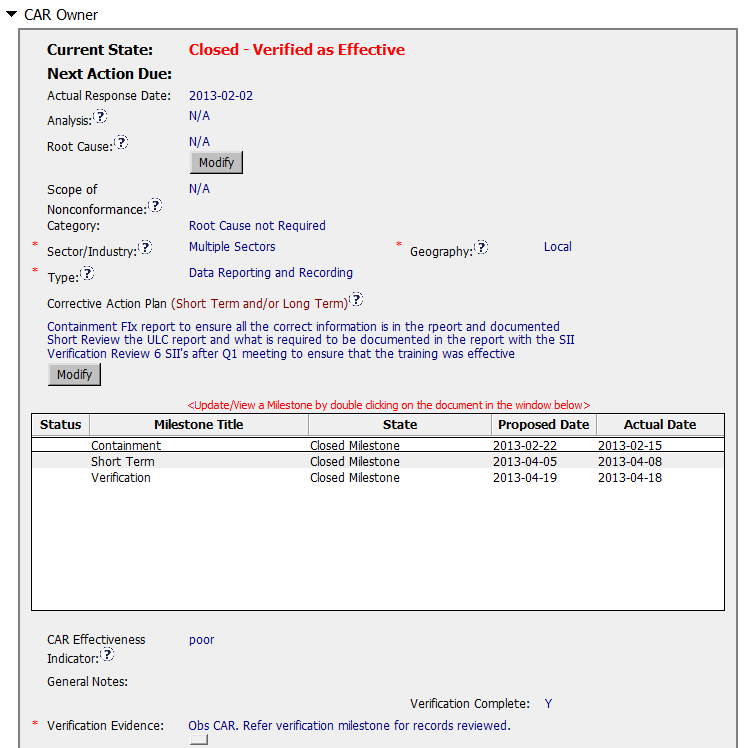 CAR Owner
Current State: Closed - Verified as Effective
Next Action Due:
Actual Response Date: 2013-02-02
Analysis: ? N/A
Root Cause: ? N/A
Modify
Scope of N/A
Nonconformance: ?
Category: Root Cause not Required
* Sector/Industry: ? Multiple Sectors * Geography: ? Local
* Type: ? Data Reporting and Recording
Corrective Action Plan (Short Term and/or Long Term) ?
Containment FIx report to ensure all the correct information is in the rpeort and documented
Short Review the ULC report and what is required to be documented in the report with the SII
Verification Review 6 SII's after Q1 meeting to ensure that the training was effective
Modify
<Update/View a Milestone by double clicking on the document in the window below>
Status Milestone Title State Proposed Date Actual Date
Containment Closed Milestone 2013-02-22 2013-02-15
Short Term Closed Milestone 2013-04-05 2013-04-08
Verification Closed Milestone 2013-04-19 2013-04-18
CAR Effectiveness poor
Indicator: ?
General Notes:
Verification Complete: Y
* Verification Evidence: Obs CAR. Refer verification milestone for records reviewed.